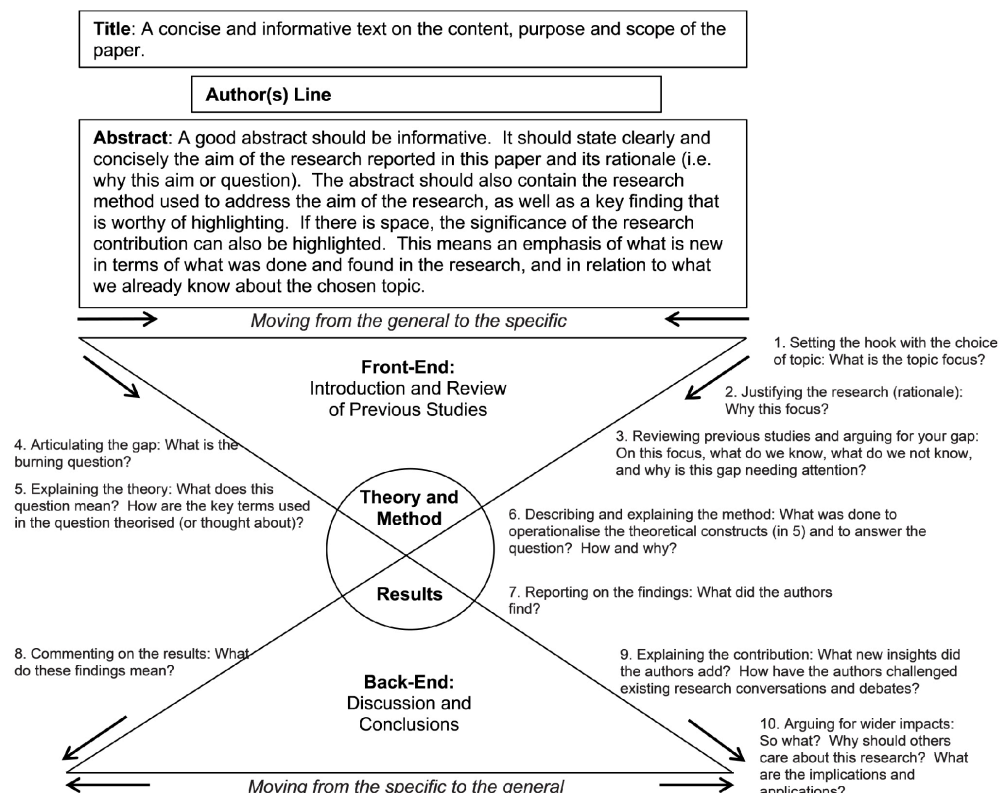 Title: A concise and informative text on the content, purpose and scope of the
paper.
Author(s) Line
Abstract: A good abstract should be informative.  It should state clearly and
concisely the aim of the research reported in this paper and its rationale (i.e.
why this aim or question).  The abstract should also contain the research
method used to address the aim of the research, as well as a key finding that
is worthy of highlighting.  If there is space, the significance of the research
contribution can also be highlighted.  This means an emphasis of what is new
in terms of what was done and found in the research, and in relation to what
we already know about the chosen topic.
Moving from the general to the specific
1. Setting the hook with the choice
of topic: What is the topic focus?
Front-End:
Introduction and Review
of Previous Studies
2. Justifying the research (rationale):
Why this focus?
3. Reviewing previous studies and arguing for your gap:
On this focus, what do we know, what do we not know,
and why is this gap needing attention?
4. Articulating the gap: What is the
burning question?
5. Explaining the theory: What does this
question mean?  How are the key terms used
in the question theorised (or thought about)?
Theory and
Method
6. Describing and explaining the method: What was done to
operationalise the theoretical constructs (in 5) and to answer the
question?  How and why?
Results
7. Reporting on the findings: What did the authors
find?
8. Commenting on the results: What
do these findings mean?
9. Explaining the contribution: What new insights did
the authors add?  How have the authors challenged
existing research conversations and debates?
Back-End:
Discussion and
Conclusions
10. Arguing for wider impacts:
So what?  Why should others
care about this research?  What
are the implications and
applications?
Moving from the specific to the general